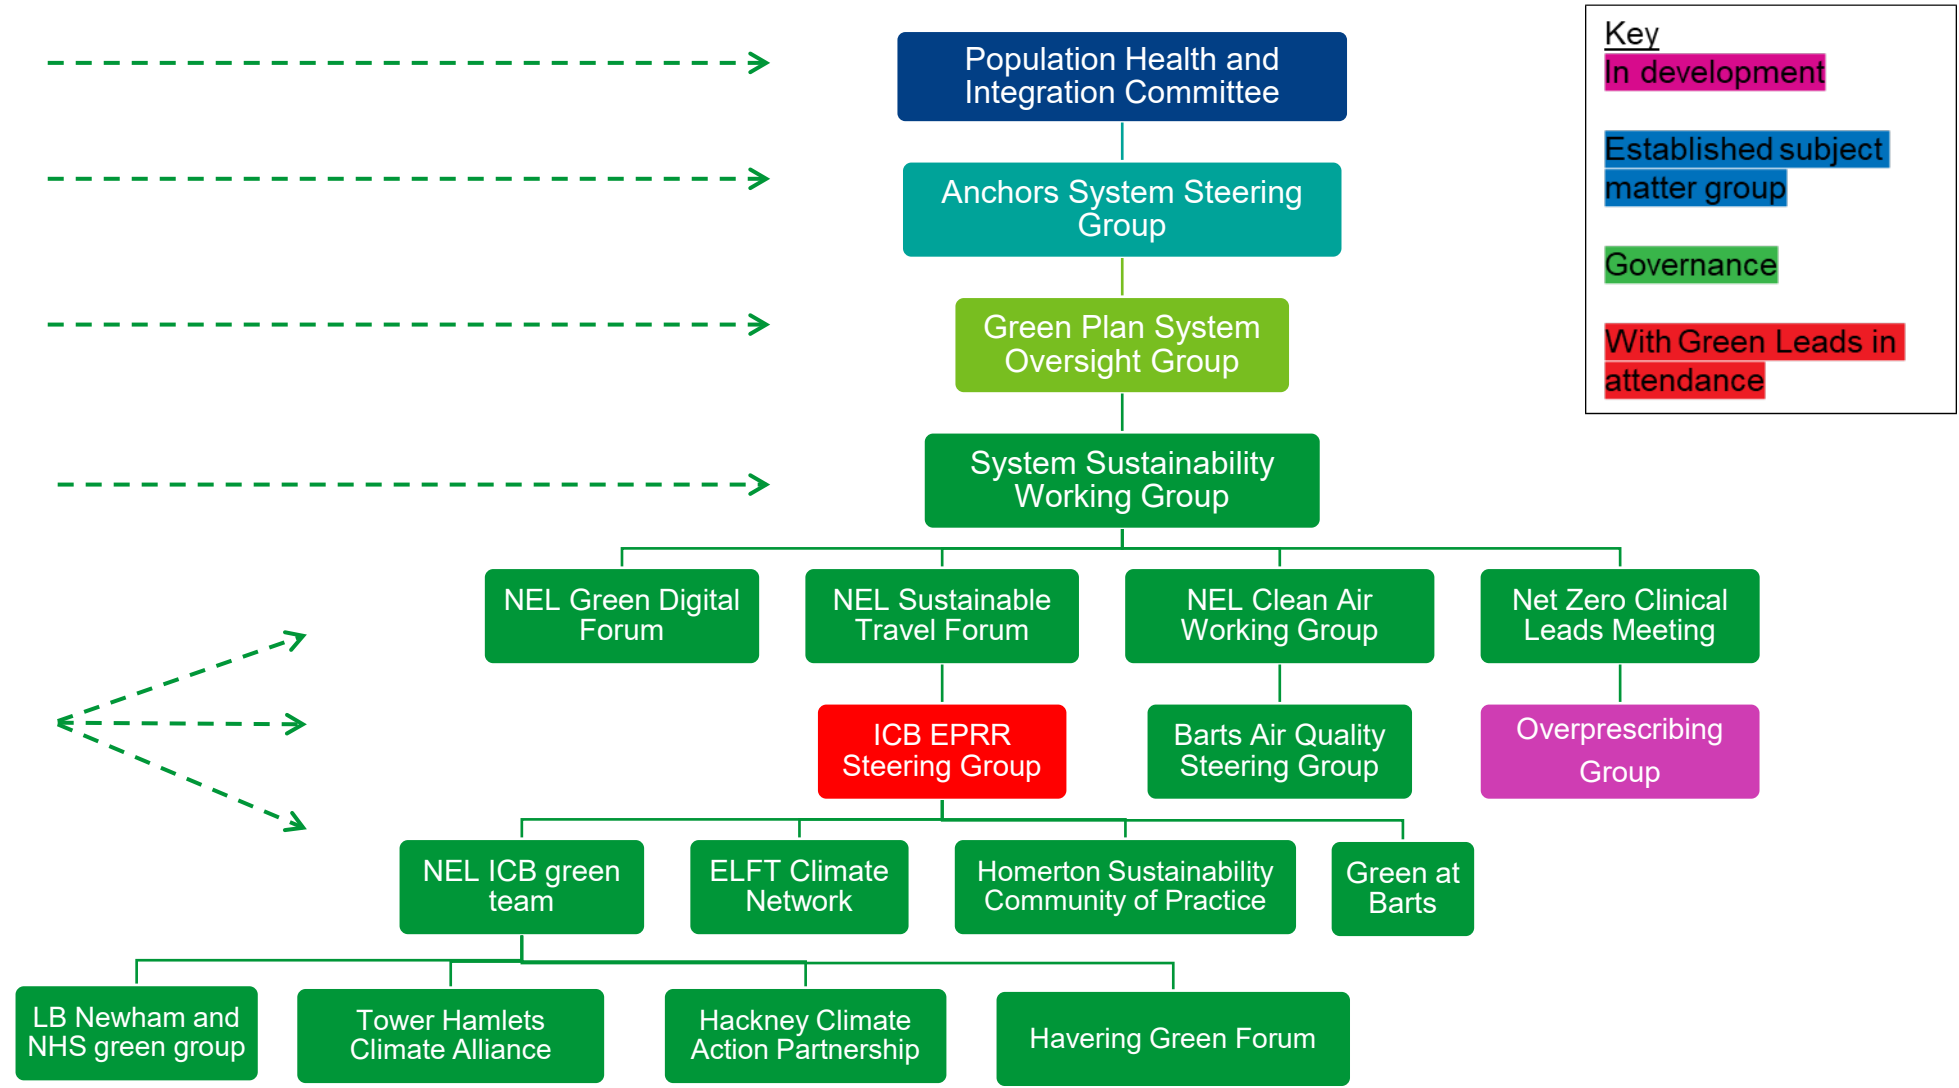 Population Health and
Integration Committee
Key
In development
Established subject
matter group
Governance
With Green Leads in
attendance
Anchors System Steering
Group
Green Plan System
Oversight Group
System Sustainability
Working Group
NEL Green Digital
Forum
NEL Sustainable
Travel Forum
NEL Clean Air
Working Group
Net Zero Clinical
Leads Meeting
ICB EPRR
Steering Group
Barts Air Quality
Steering Group
Overprescribing
Group
NEL ICB green
team
ELFT Climate
Network
Homerton Sustainability
Community of Practice
Green at
Barts
LB Newham and
NHS green group
Tower Hamlets
Climate Alliance
Hackney Climate
Action Partnership
Havering Green Forum